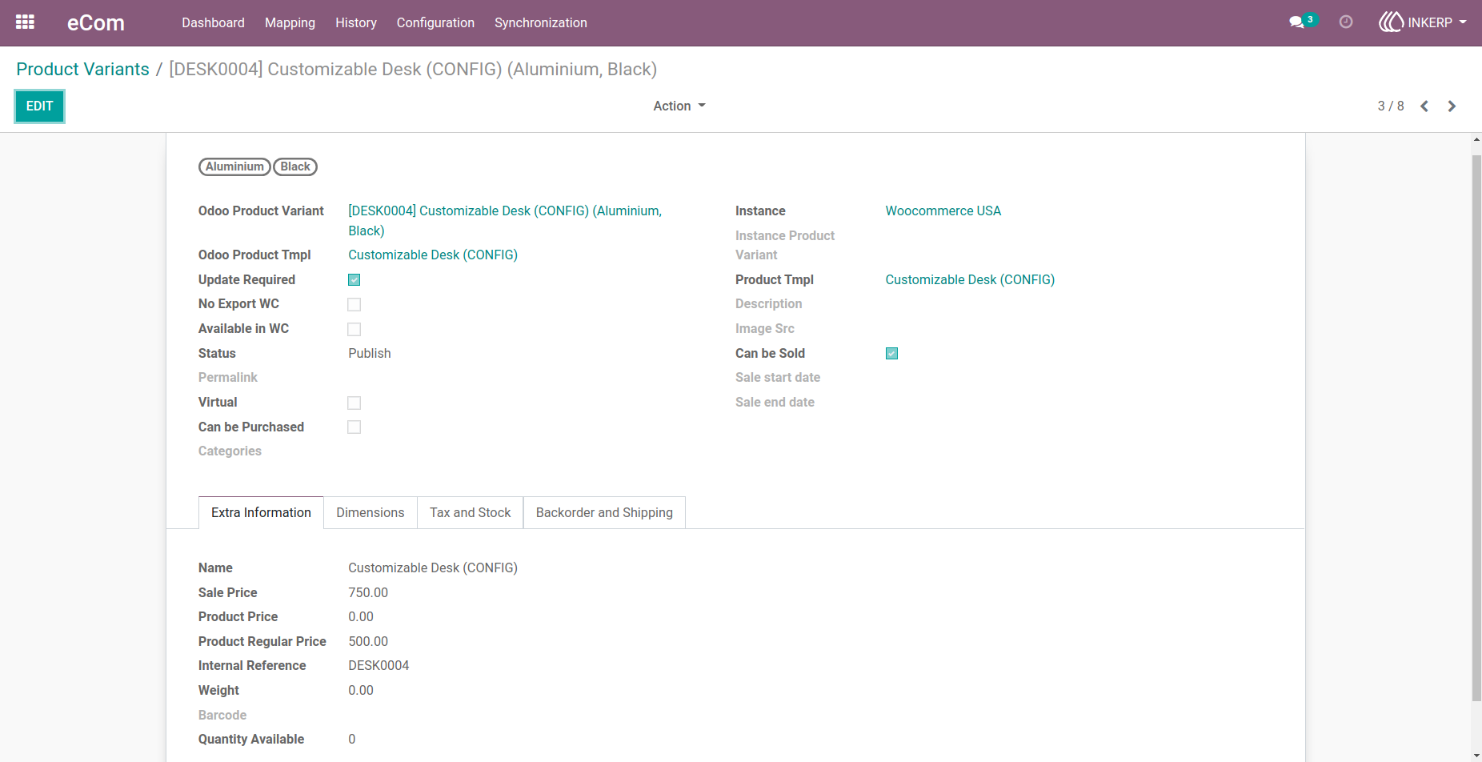 eCom Dashboard Mapping History Configuration Synchronization 3 INKERP
Product Variants / [DESK0004] Customizable Desk (CONFIG) (Aluminium, Black)
EDIT Action 3 / 8
Aluminium Black
Odoo Product Variant [DESK0004] Customizable Desk (CONFIG) (Aluminium,
Black)
Odoo Product Tmpl Customizable Desk (CONFIG)
Update Required
No Export WC
Available in WC
Status Publish
Permalink
Virtual
Can be Purchased
Categories
Instance Woocommerce USA
Instance Product
Variant
Product Tmpl Customizable Desk (CONFIG)
Description
Image Src
Can be Sold
Sale start date
Sale end date
Extra Information Dimensions Tax and Stock Backorder and Shipping
Name Customizable Desk (CONFIG)
Sale Price 750.00
Product Price 0.00
Product Regular Price 500.00
Internal Reference DESK0004
Weight 0.00
Barcode
Quantity Available 0